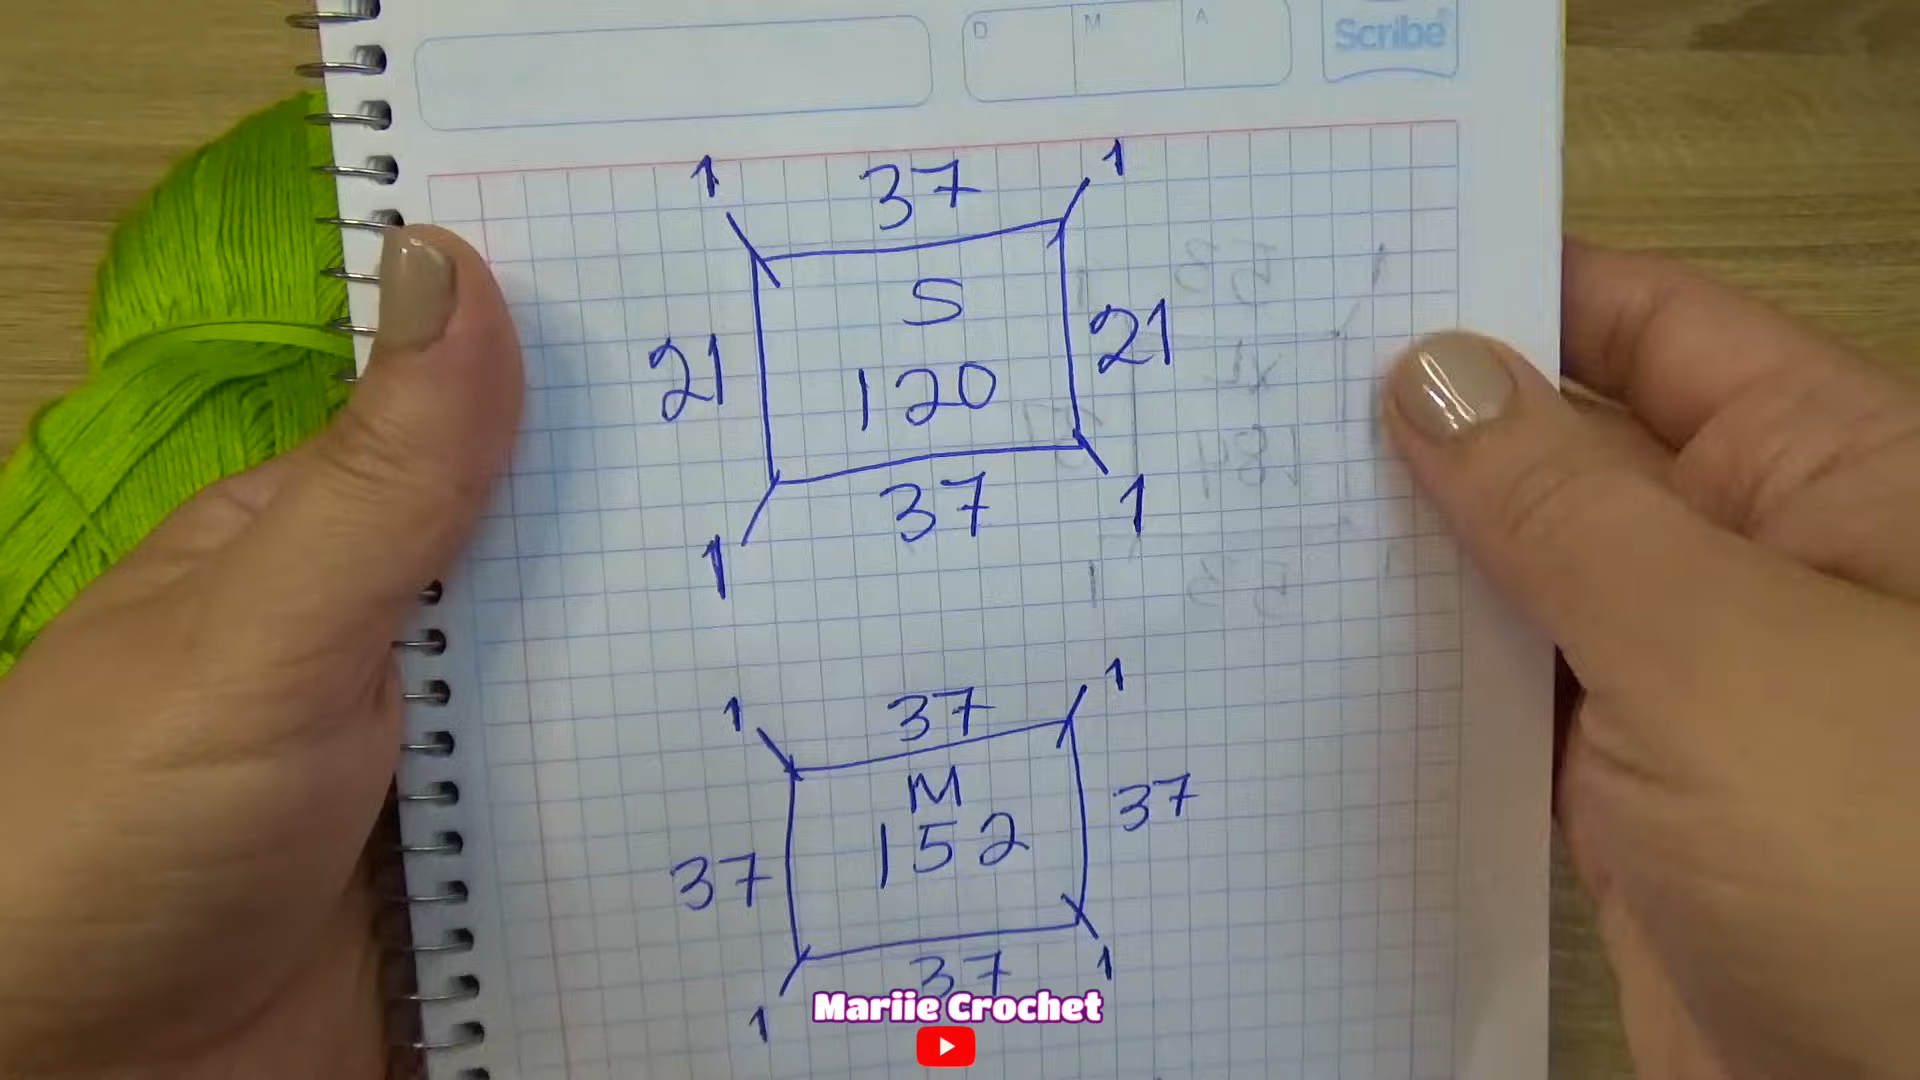 D M A
Scribe
1 37 1
S
21 120 21
1 37 1
1 37 1
M
37 152 37
1 37 1
Mariie Crochet